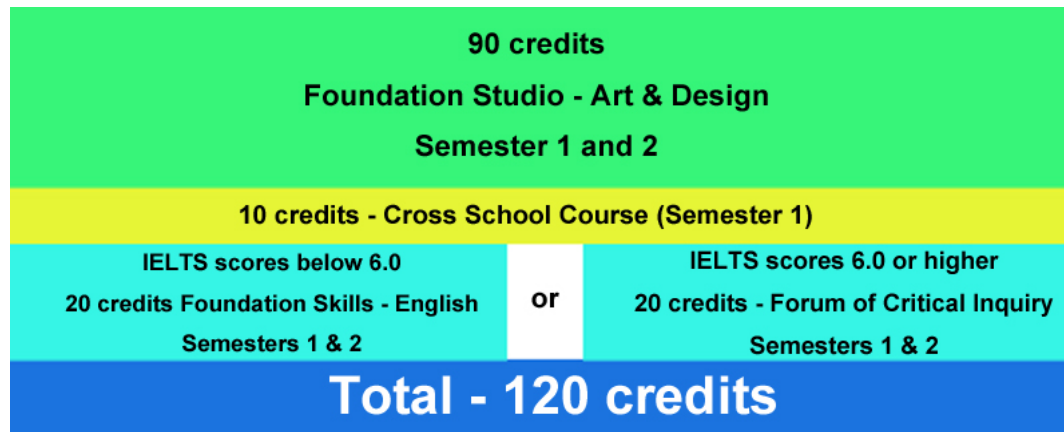 90 credits
Foundation Studio - Art & Design
Semester 1 and 2
10 credits - Cross School Course (Semester 1)
IELTS scores below 6.0
20 credits Foundation Skills - English
Semesters 1 & 2
or
IELTS scores 6.0 or higher
20 credits - Forum of Critical Inquiry
Semesters 1 & 2
Total - 120 credits